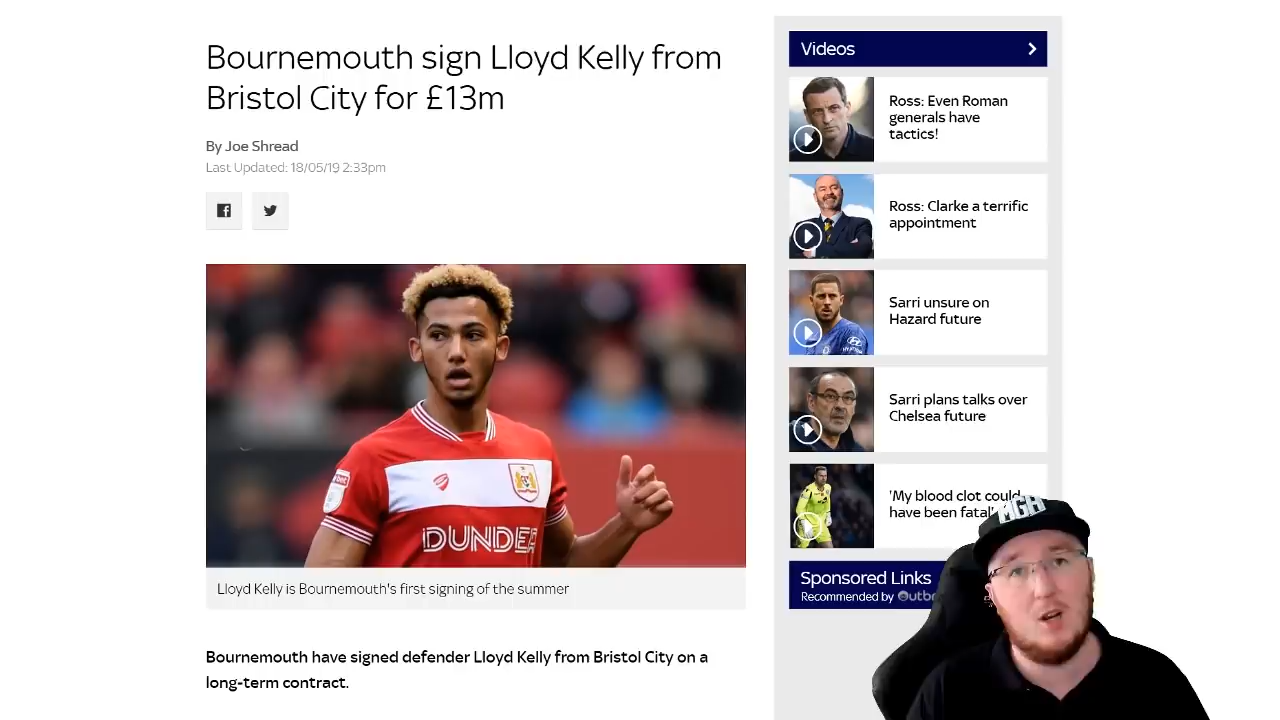 Bournemouth sign Lloyd Kelly from
Bristol City for £13m
By Joe Shread
Last Updated: 18/05/19 2:33pm
DUNDER
Lloyd Kelly is Bournemouth's first signing of the summer
Bournemouth have signed defender Lloyd Kelly from Bristol City on a
long-term contract.
Videos
Ross: Even Roman
generals have
tactics!
Ross: Clarke a terrific
appointment
Sarri unsure on
Hazard future
Sarri plans talks over
Chelsea future
'My blood clot could
have been fatal'
MGH
Sponsored Links
Recommended by Outb